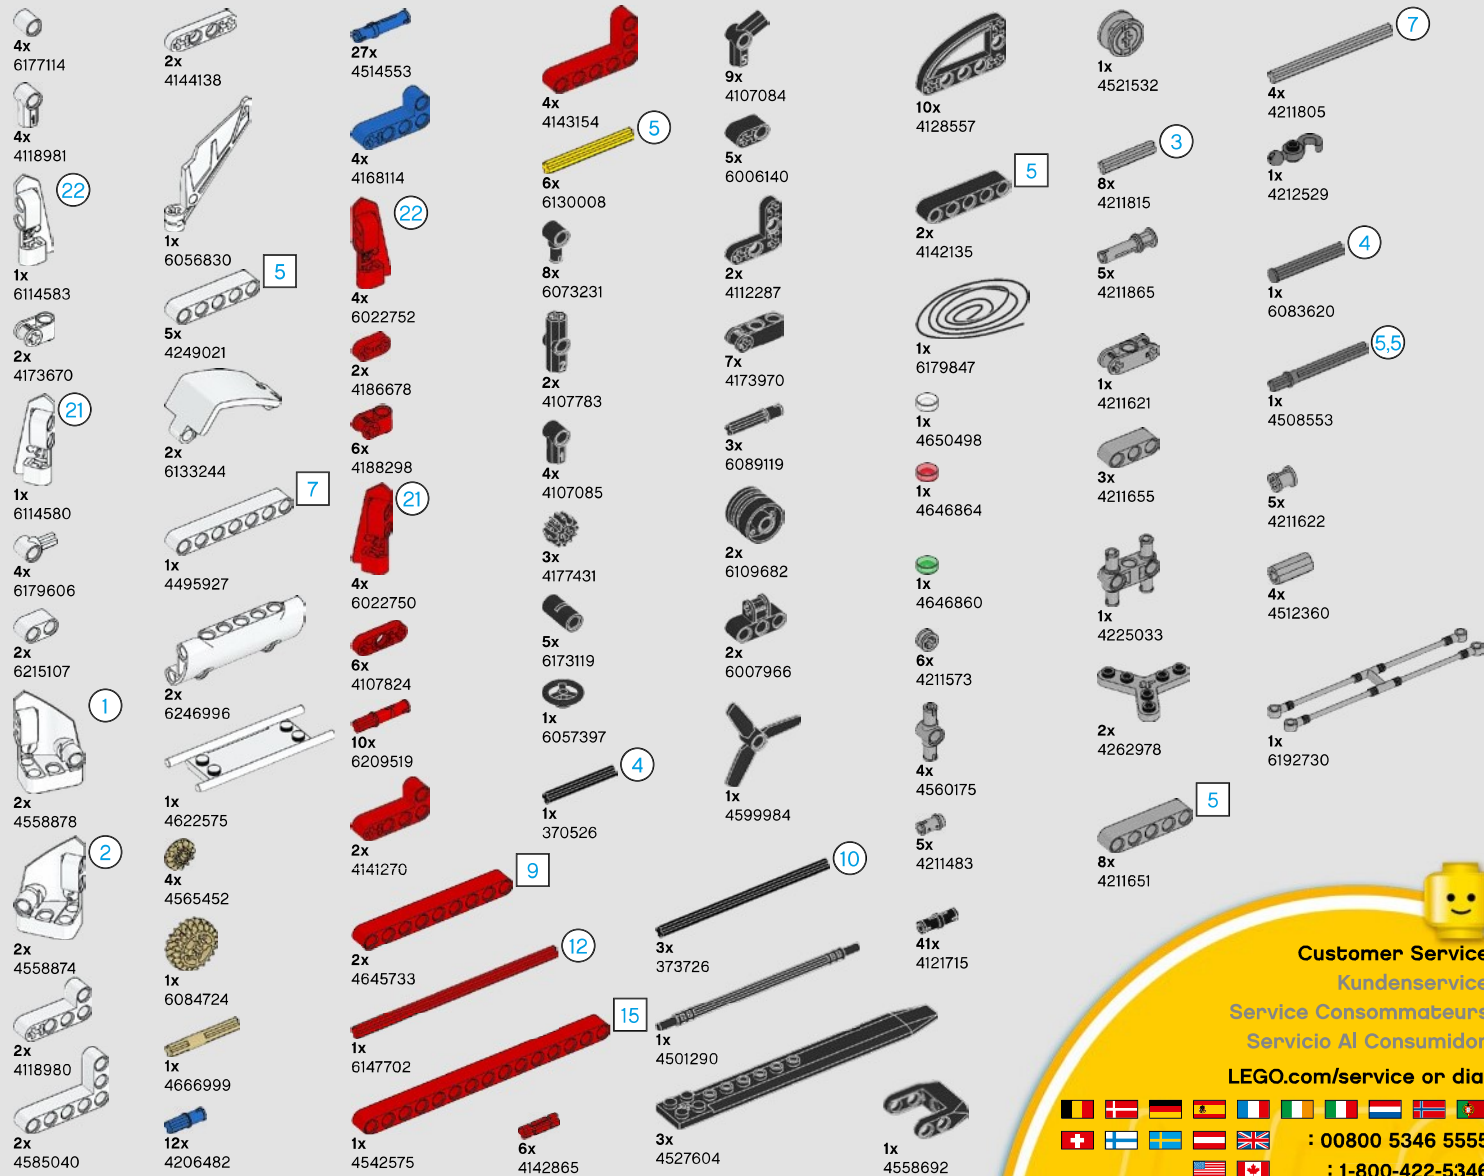 4x
6177114
4x
4118981
22
1x
6114583
2x
4173670
21
1x
6114580
4x
6179606
2x
6215107
1
2x
4558878
2
2x
4558874
2x
4118980
2x
4585040
2x
4144138
1x
6056830
5
5x
4249021
2x
6133244
7
1x
4495927
2x
6246996
1x
4622575
4x
4565452
1x
6084724
1x
4666999
12x
4206482
27x
4514553
4x
4168114
22
4x
6022752
2x
4186678
6x
4188298
21
4x
6022750
6x
4107824
10x
6209519
2x
4141270
9
2x
4645733
12
1x
6147702
15
1x
4542575
6x
4142865
4x
4143154
5
6x
6130008
8x
6073231
2
2x
4107783
1
4x
4107085
3x
4177431
5x
6173119
1x
6057397
4
1x
370526
10
3x
373726
1x
4501290
3x
4527604
9x
4107084
5x
6006140
2x
4112287
7x
4173970
3x
6089119
2x
6109682
2x
6007966
1x
4599984
10x
4128557
5
2x
4142135
1x
6179847
1x
4650498
1x
4646864
1x
4646860
6x
4211573
4x
4560175
5x
4211483
41x
4121715
1x
4558692
1x
4521532
3
8x
4211815
5x
4211865
1x
4211621
3x
4211655
1x
4225033
2x
4262978
5
8x
4211651
7
4x
4211805
1x
4212529
4
1x
6083620
5,5
1x
4508553
5x
4211622
4x
4512360
1x
6192730
Customer Service
Kundenservice
Service Consommateurs
Servicio Al Consumidor
LEGO.com/service or dial
: 00800 5346 5555
: 1-800-422-5346